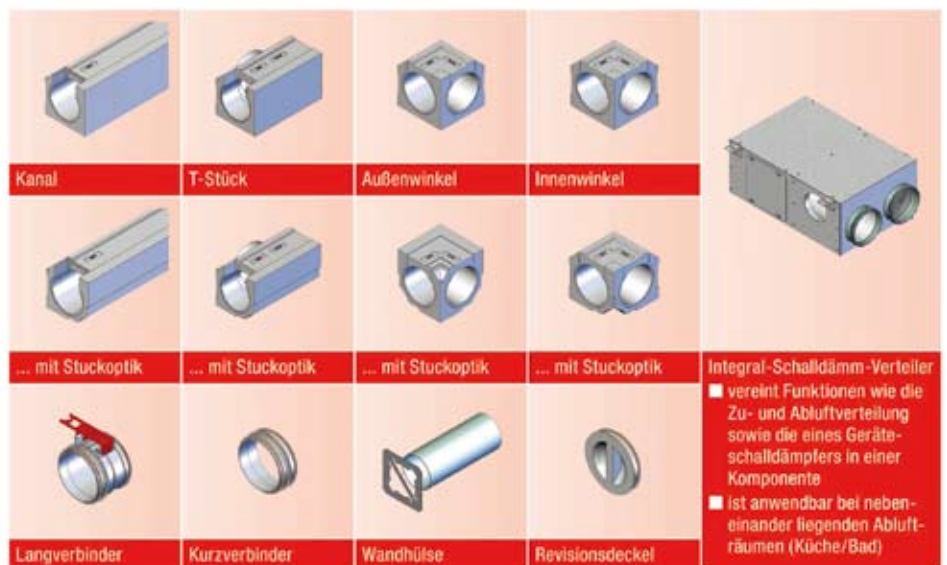 Kanal
T-Stück
Außenwinkel
Innenwinkel
... mit Stuckoptik
... mit Stuckoptik
... mit Stuckoptik
... mit Stuckoptik
Langverbinder
Kurzverbinder
Wandhülse
Revisionsdeckel
Integral-Schalldämm-Verteiler
vereint Funktionen wie die
Zu- und Abluftverteilung
sowie die eines Geräte-
schalldämpfers in einer
Komponente
ist anwendbar bei neben-
einander liegenden Abluft-
räumen (Küche/Bad)